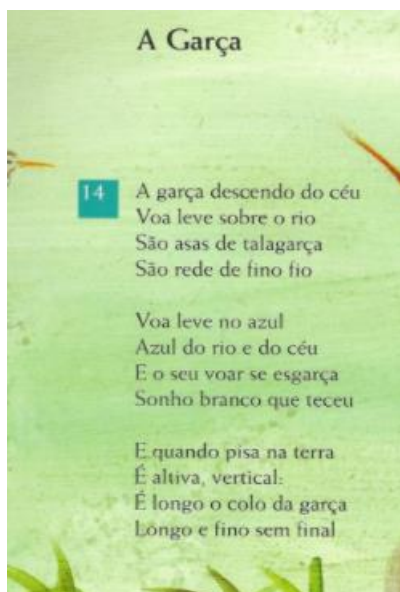 A Garça
14
A garça descendo do céu
Voa leve sobre o rio
São asas de talagarça
São rede de fino fio
Voa leve no azul
Azul do rio e do céu
E o seu voar se esgarça
Sonho branco que teceu
E quando pisa na terra
É altiva, vertical:
É longo o colo da garça
Longo e fino sem final